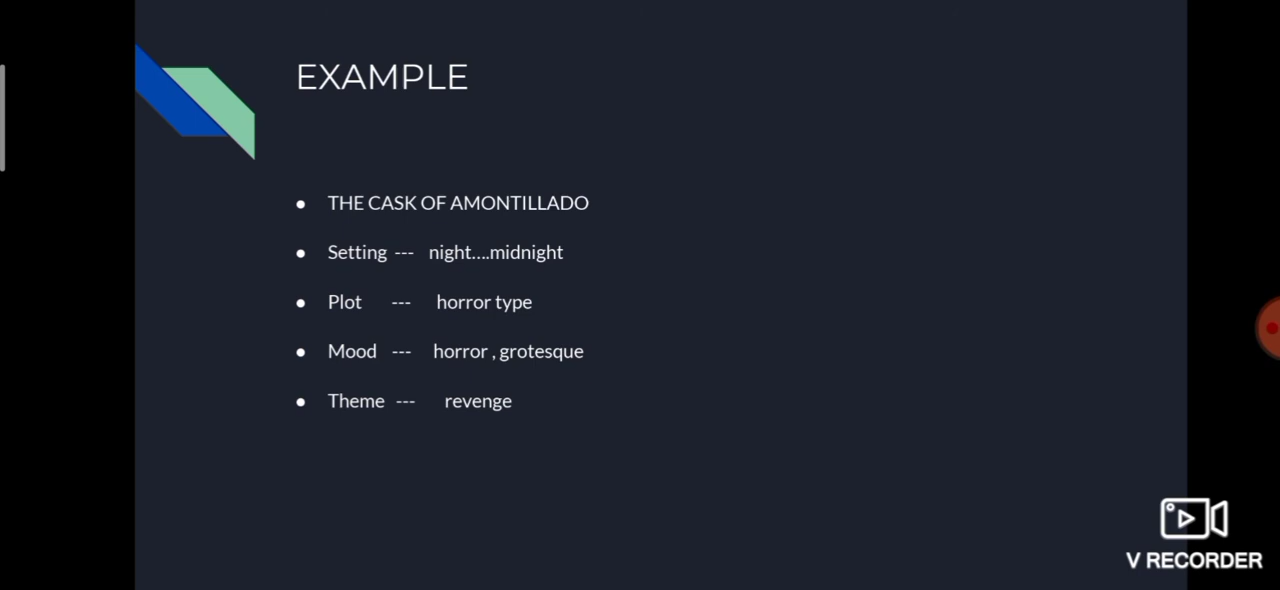 EXAMPLE
● THE CASK OF AMONTILLADO
● Setting --- night....midnight
● Plot --- horror type
● Mood --- horror , grotesque
● Theme --- revenge
V RECORDER